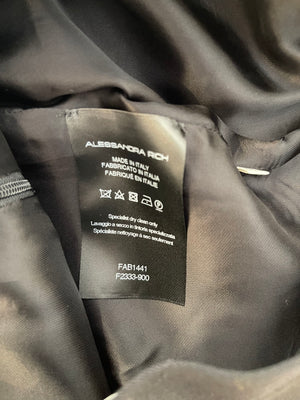 ALESSANDRA RICH
MADE IN ITALY
FABBRICATO IN ITALIA
FABRIQUÉ EN ITALIE
Specialist dry clean only
Lavaggio a secco in tintoria specializzata
Spécialiste nettoyage à sec seulement
FAB1441
F2333-900